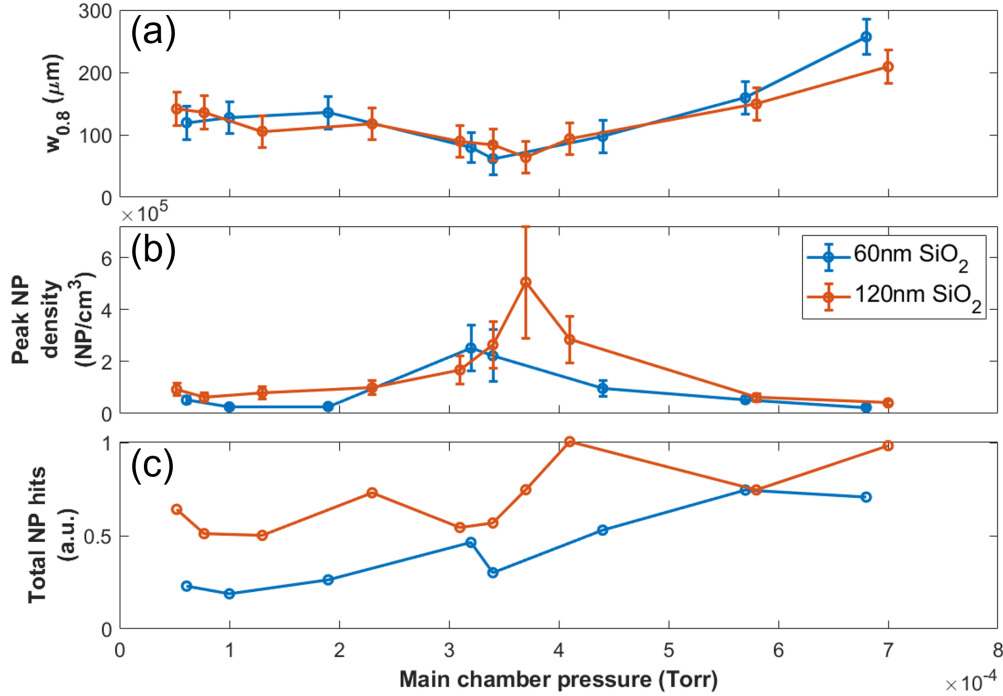 (a)
300
200
100
0
w0.8 (μm)
×10^5
(b)
6
4
2
0
Peak NP
density
(NP/cm³)
60nm SiO₂
120nm SiO₂
(c)
1
0.5
0
Total NP hits
(a.u.)
0 1 2 3 4 5 6 7 8
Main chamber pressure (Torr)
×10⁻⁴